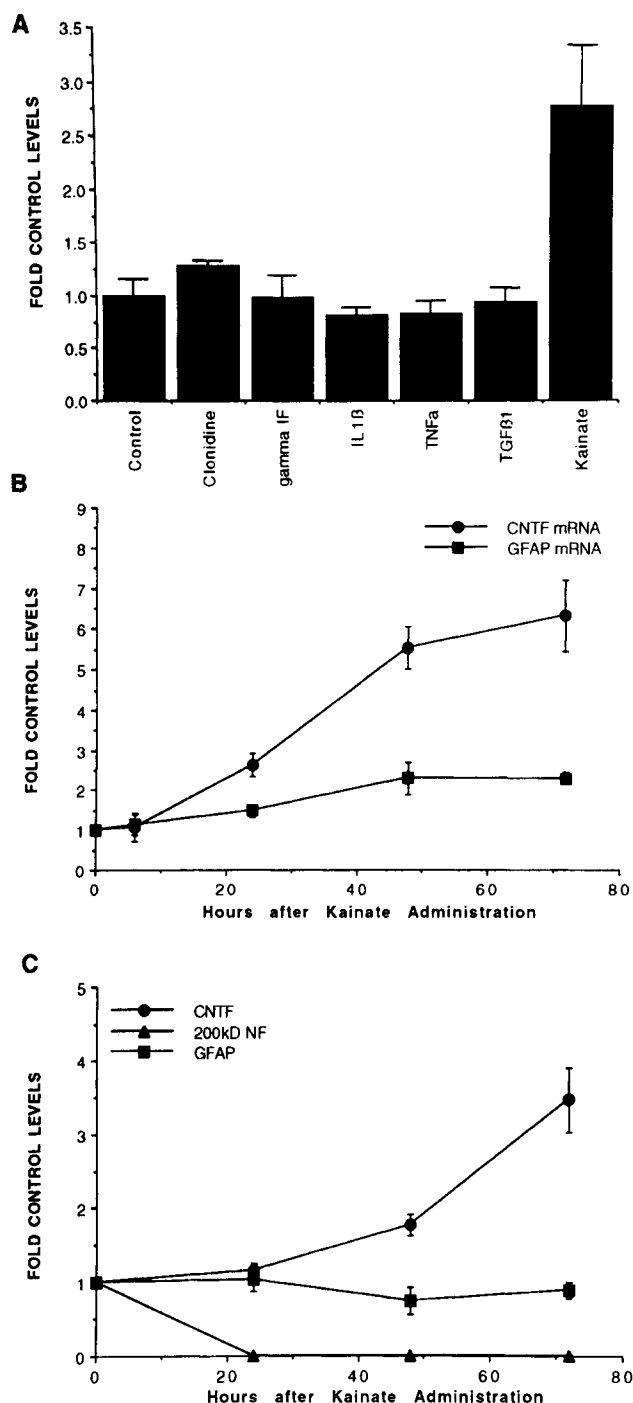 A
FOLD CONTROL LEVELS
3.5
3.0
2.5
2.0
1.5
1.0
0.5
0.0
Control
Clonidine
gamma IF
IL1ß
TNFa
TGFß1
Kainate
B
FOLD CONTROL LEVELS
9
8
7
6
5
4
3
2
1
0
CNTF mRNA
GFAP mRNA
0 20 40 60 80
Hours after Kainate Administration
C
FOLD CONTROL LEVELS
5
4
3
2
1
0
CNTF
200kD NF
GFAP
0 20 40 60 80
Hours after Kainate Administration